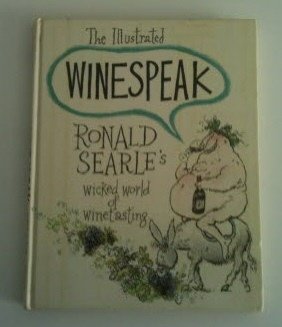 The Illustrated
WINESPEAK
RONALD
SEARLE's
wicked world
of
winetasting